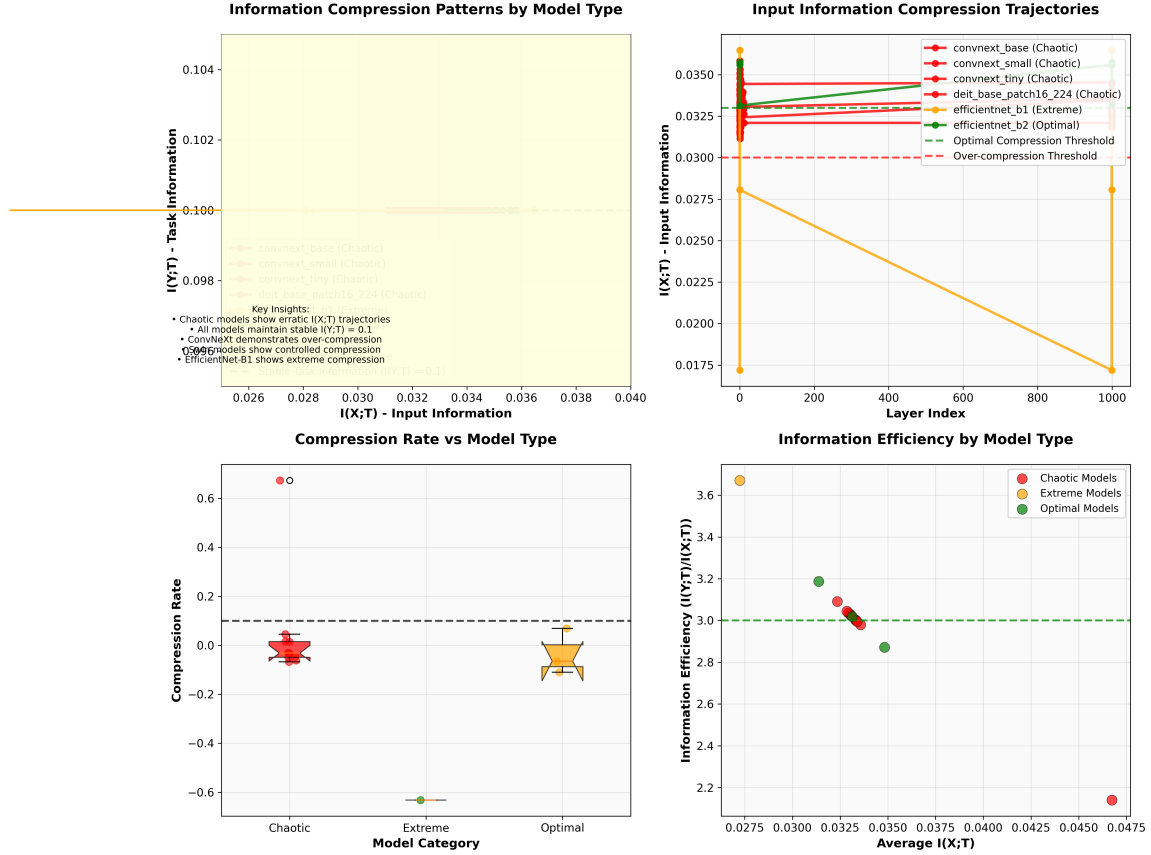 Information Compression Patterns by Model Type
0.104
0.102
0.100
0.098
I(Y;T) - Task Information
convnext_base (Chaotic)
convnext_small (Chaotic)
convnext_tiny (Chaotic)
deit_base_patch16_224 (Chaotic)
Key Insights:
• Chaotic models show erratic I(X;T) trajectories
• All models maintain stable I(Y;T) = 0.1
• ConvNeXt demonstrates over-compression
models show controlled compression
• EfficientNet-B1 shows extreme compression
Stable Task Information (I(Y;T) = 0.1)
0.026 0.028 0.030 0.032 0.034 0.036 0.038 0.040
I(X;T) - Input Information
Input Information Compression Trajectories
0.0350
0.0325
0.0300
0.0275
0.0250
0.0225
0.0200
0.0175
I(X;T) - Input Information
convnext_base (Chaotic)
convnext_small (Chaotic)
convnext_tiny (Chaotic)
deit_base_patch16_224 (Chaotic)
efficientnet_b1 (Extreme)
efficientnet_b2 (Optimal)
Optimal Compression Threshold
Over-compression Threshold
0 200 400 600 800 1000
Layer Index
Compression Rate vs Model Type
0.6
0.4
0.2
0.0
−0.2
−0.4
−0.6
Compression Rate
Chaotic Extreme Optimal
Model Category
Information Efficiency by Model Type
3.6
3.4
3.2
3.0
2.8
2.6
2.4
2.2
Information Efficiency (I(Y;T)/I(X;T))
Chaotic Models
Extreme Models
Optimal Models
0.0275 0.0300 0.0325 0.0350 0.0375 0.0400 0.0425 0.0450 0.0475
Average I(X;T)